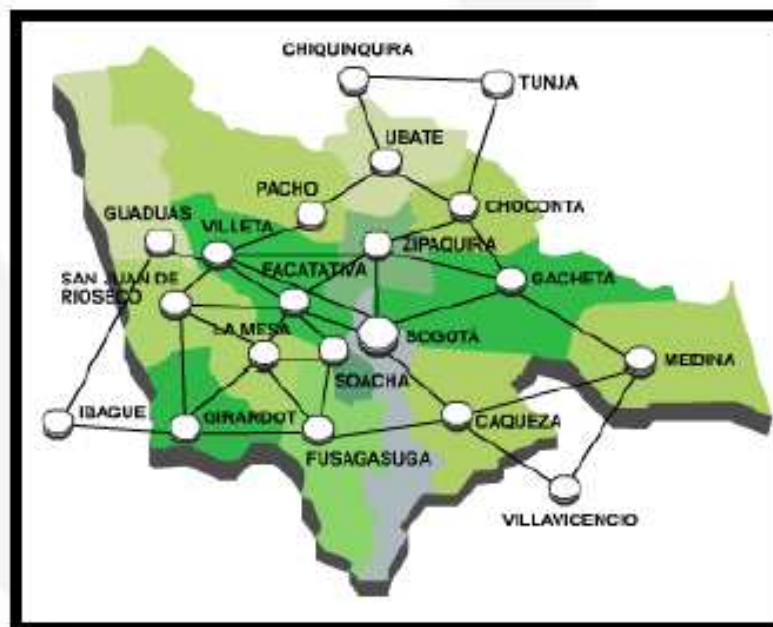 CHIQUINQUIRA
TUNJA
UBATE
PACHO
CHOCONTA
GUADUAS
VILLETA
ZIPAQUIRA
FACATATIVA
GACHETA
SAN JUAN DE
RIOSECO
LA MESA
BOGOTÁ
SOACHA
MEDINA
IBAGUE
GIRARDOT
CAQUEZA
FUSAGASUGA
VILLAVICENCIO